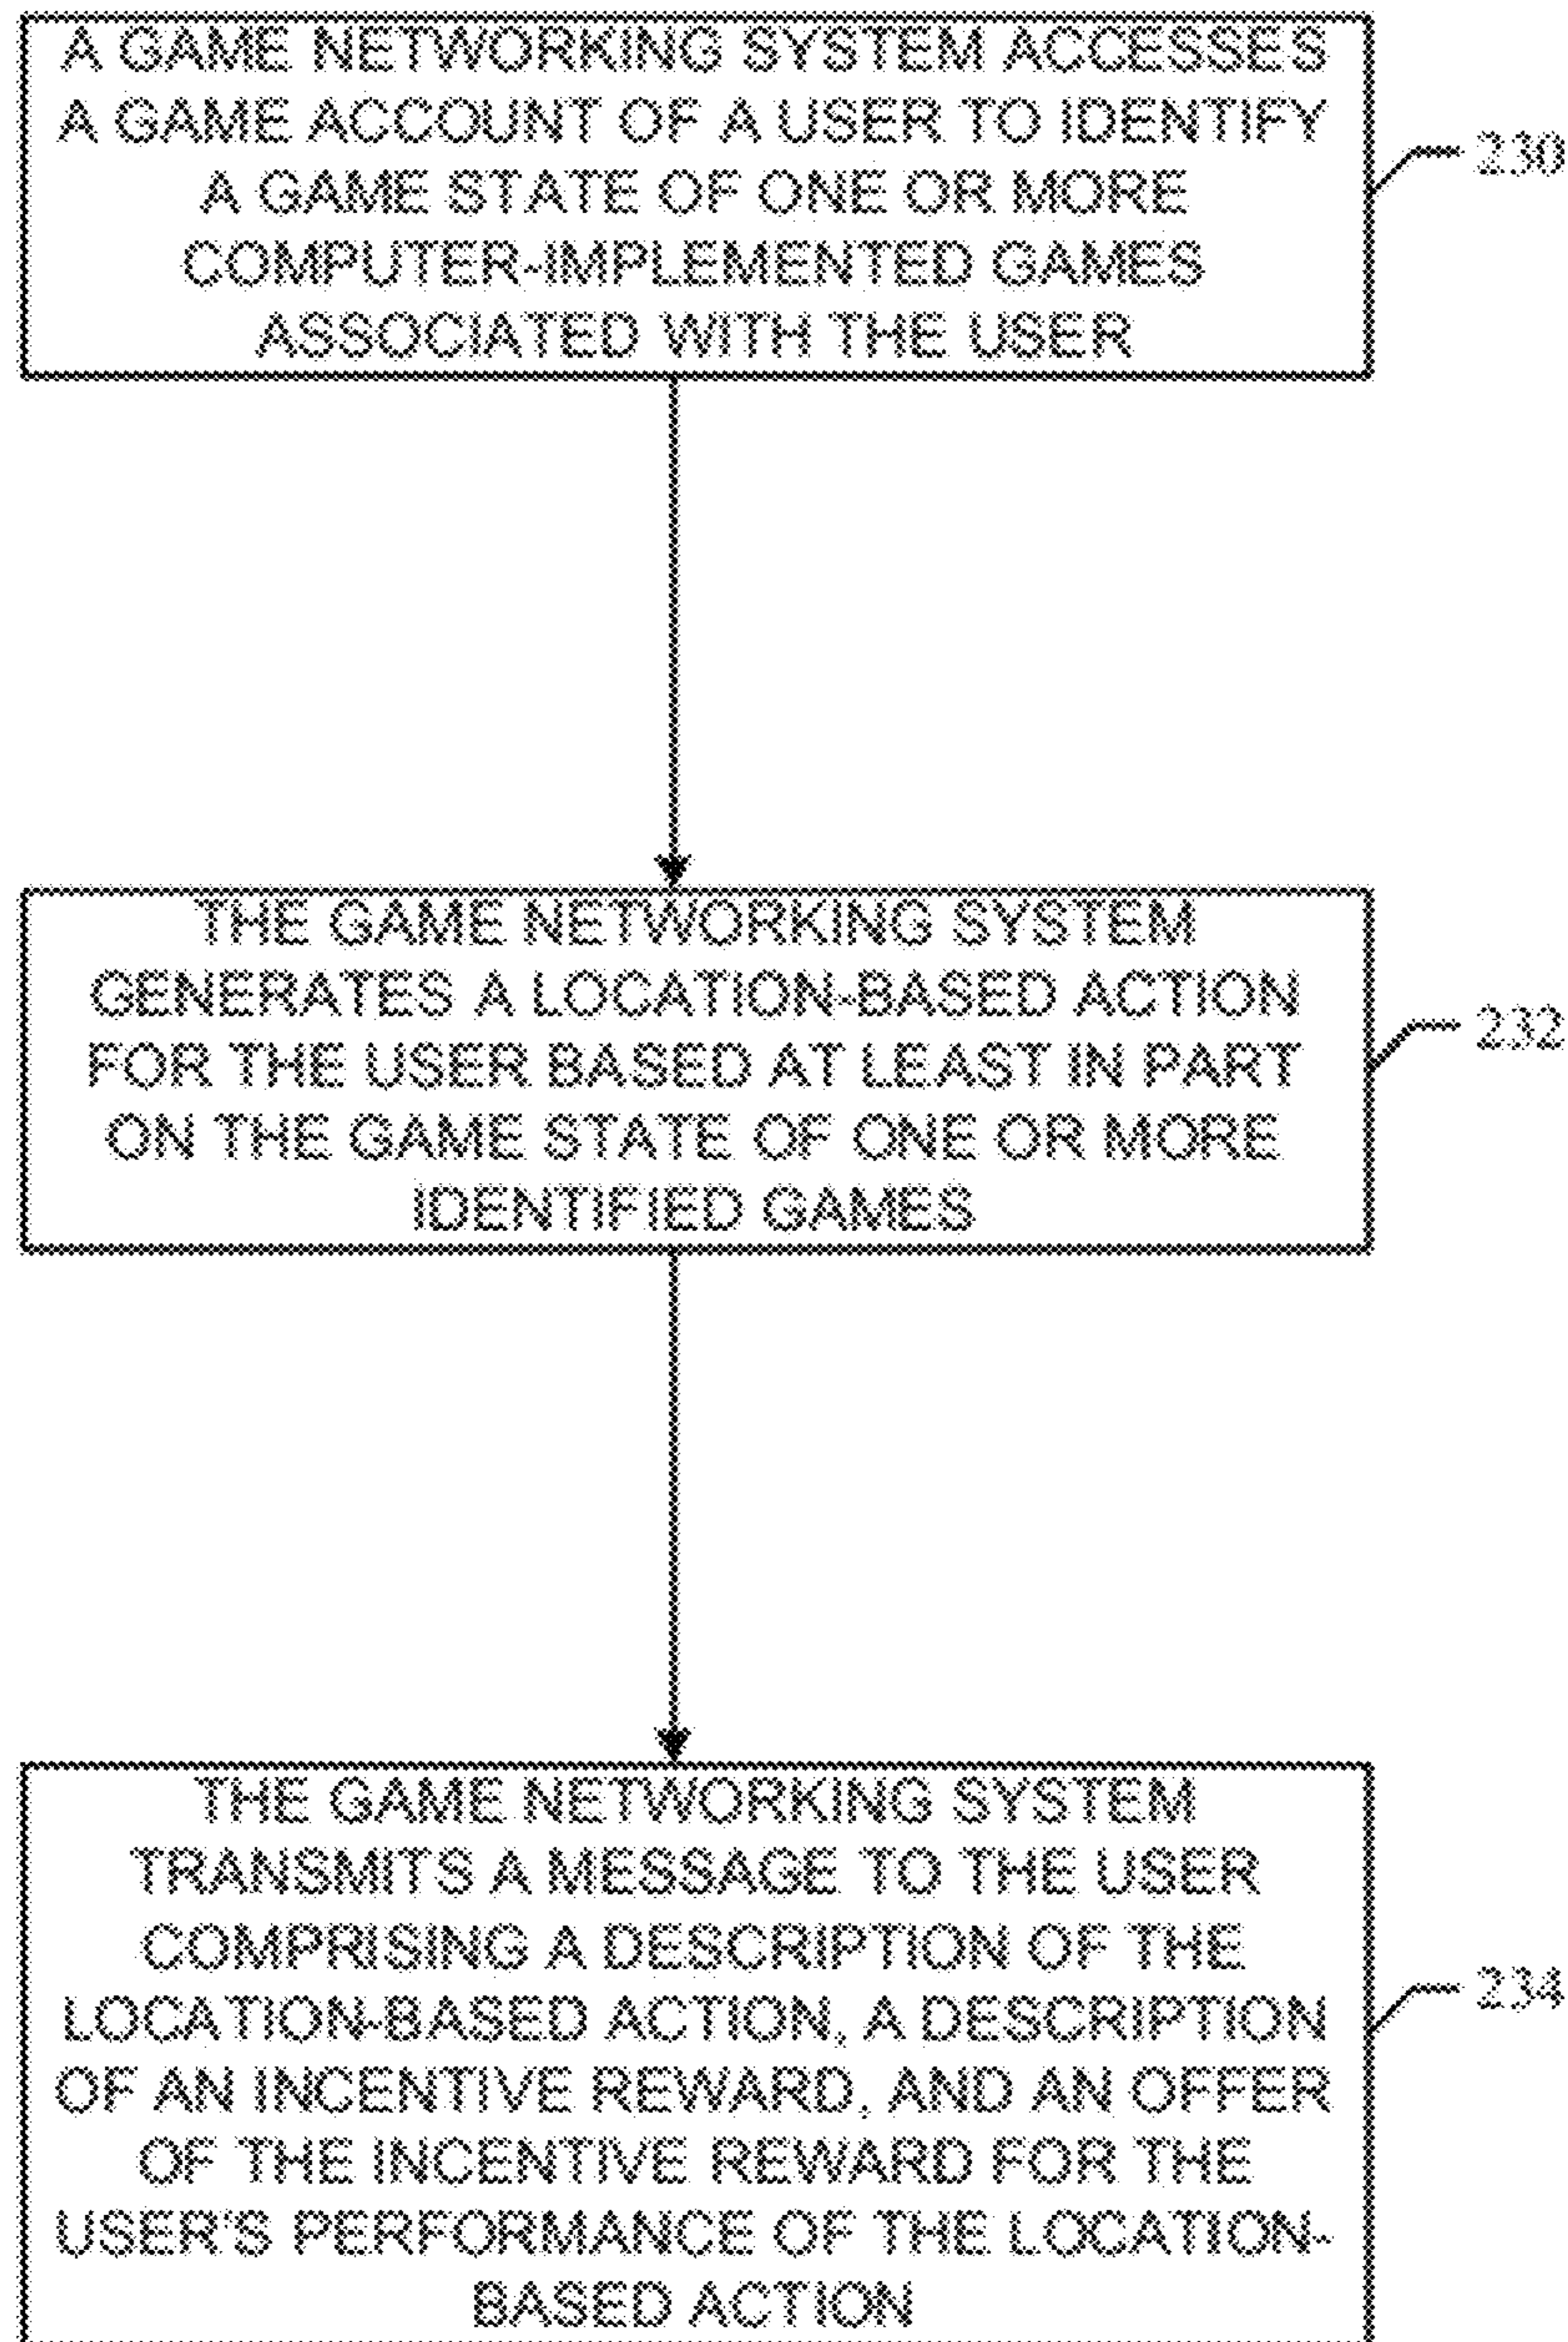 A GAME NETWORKING SYSTEM ACCESSES
A GAME ACCOUNT OF A USER TO IDENTIFY
A GAME STATE OF ONE OR MORE
COMPUTER-IMPLEMENTED GAMES
ASSOCIATED WITH THE USER
230
THE GAME NETWORKING SYSTEM
GENERATES A LOCATION-BASED ACTION
FOR THE USER BASED AT LEAST IN PART
ON THE GAME STATE OF ONE OR MORE
IDENTIFIED GAMES
232
THE GAME NETWORKING SYSTEM
TRANSMITS A MESSAGE TO THE USER
COMPRISING A DESCRIPTION OF THE
LOCATION-BASED ACTION, A DESCRIPTION
OF AN INCENTIVE REWARD, AND AN OFFER
OF THE INCENTIVE REWARD FOR THE
USER'S PERFORMANCE OF THE LOCATION-
BASED ACTION
234